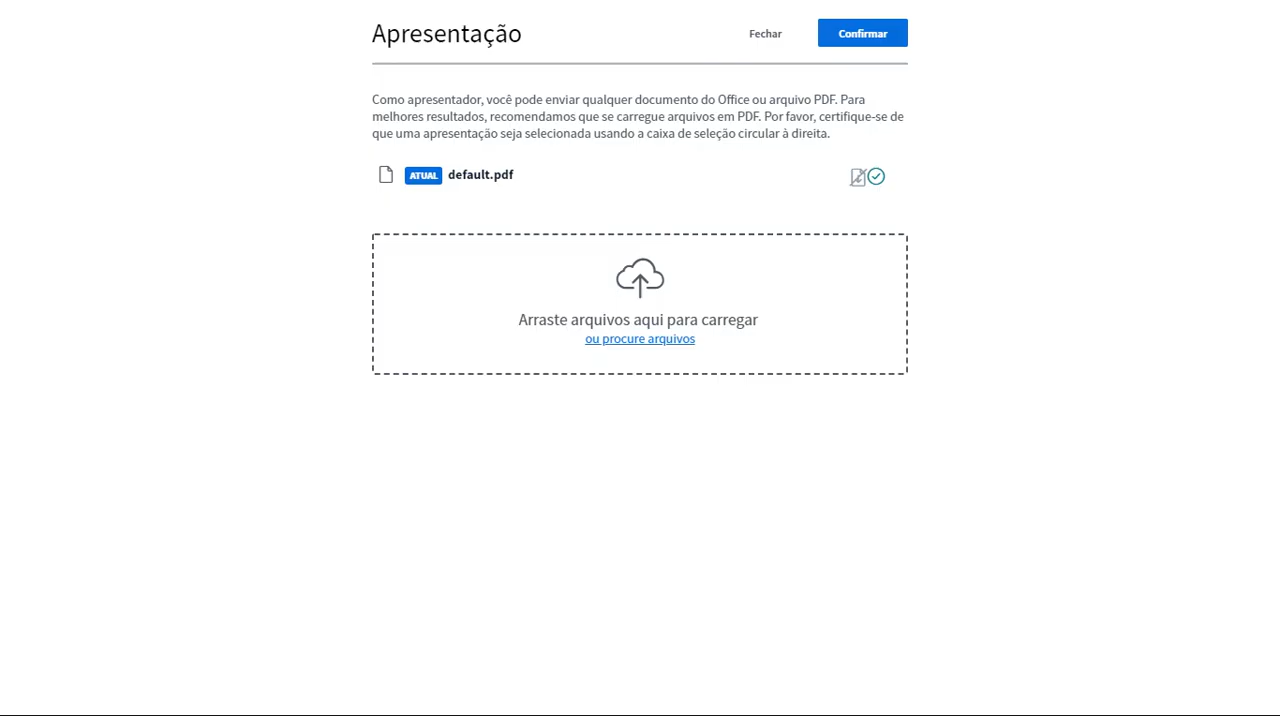 Apresentação
Fechar
Confirmar
Como apresentador, você pode enviar qualquer documento do Office ou arquivo PDF. Para
melhores resultados, recomendamos que se carregue arquivos em PDF. Por favor, certifique-se de
que uma apresentação seja selecionada usando a caixa de seleção circular à direita.
ATUAL default.pdf
Arraste arquivos aqui para carregar
ou procure arquivos